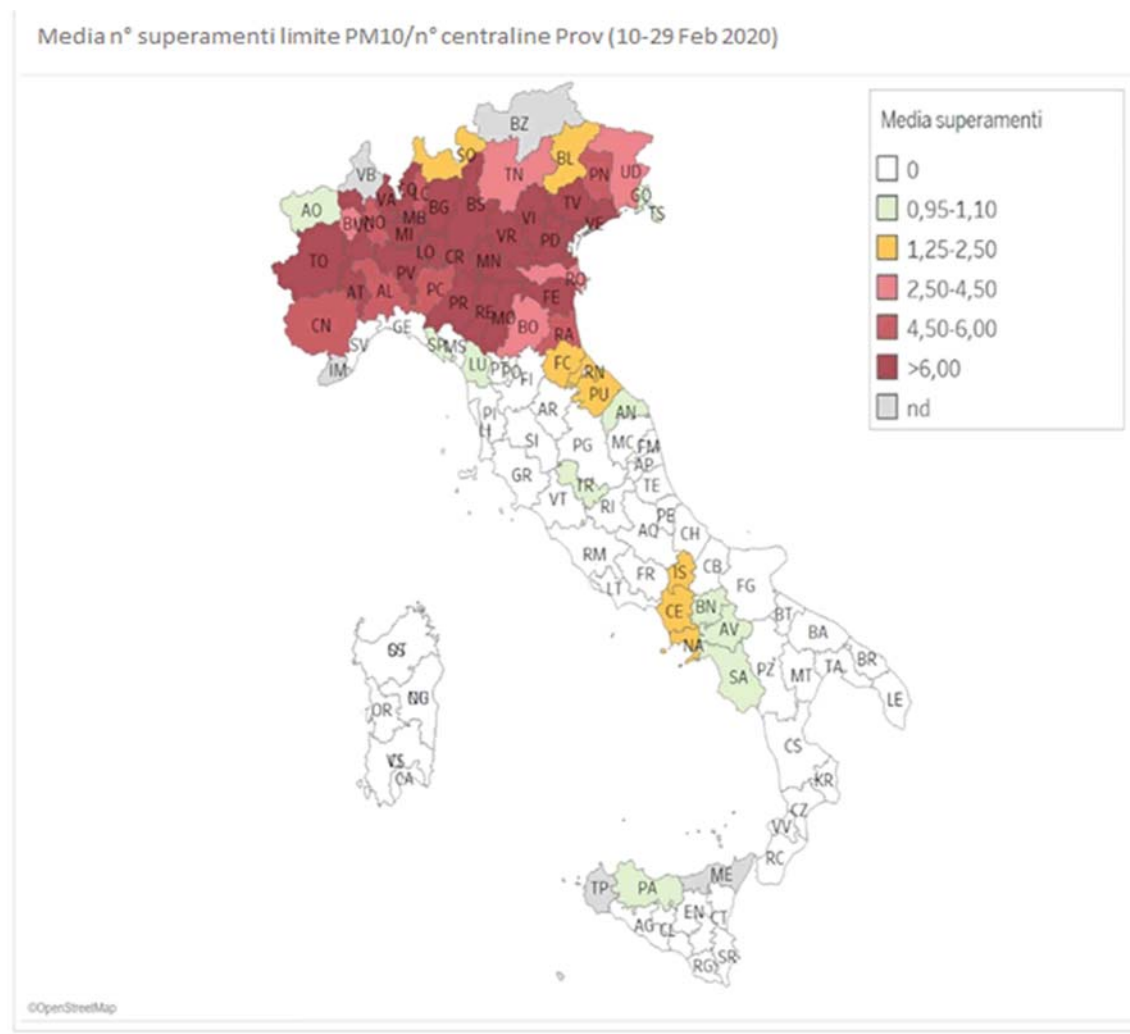 Media n° superamenti limite PM10/n° centraline Prov (10-29 Feb 2020)
Media superamenti
0
0,95-1,10
1,25-2,50
2,50-4,50
4,50-6,00
>6,00
nd
BZ
SO
BL
VB
TN
PN
UD
AO
VA
LC
GO
TS
BG
BS
TV
NO
MB
VI
VE
MI
VR
PD
TO
LO
CR
MN
PV
RO
AT
AL
PC
FE
PR
RE
MO
BO
RA
CN
GE
SV
SP
MS
IM
LU
PT
PO
FI
FC
RN
PU
AN
PI
LI
AR
SI
PG
MC
FM
AP
GR
TR
TE
VT
RI
PE
AQ
CH
RM
FR
IS
CB
FG
LT
CE
BN
BT
AV
BA
NA
SA
PZ
MT
TA
BR
LE
OR
CA
CS
KR
CZ
VV
RC
TP
PA
ME
AG
CL
EN
CT
RG
SR
©OpenStreetMap